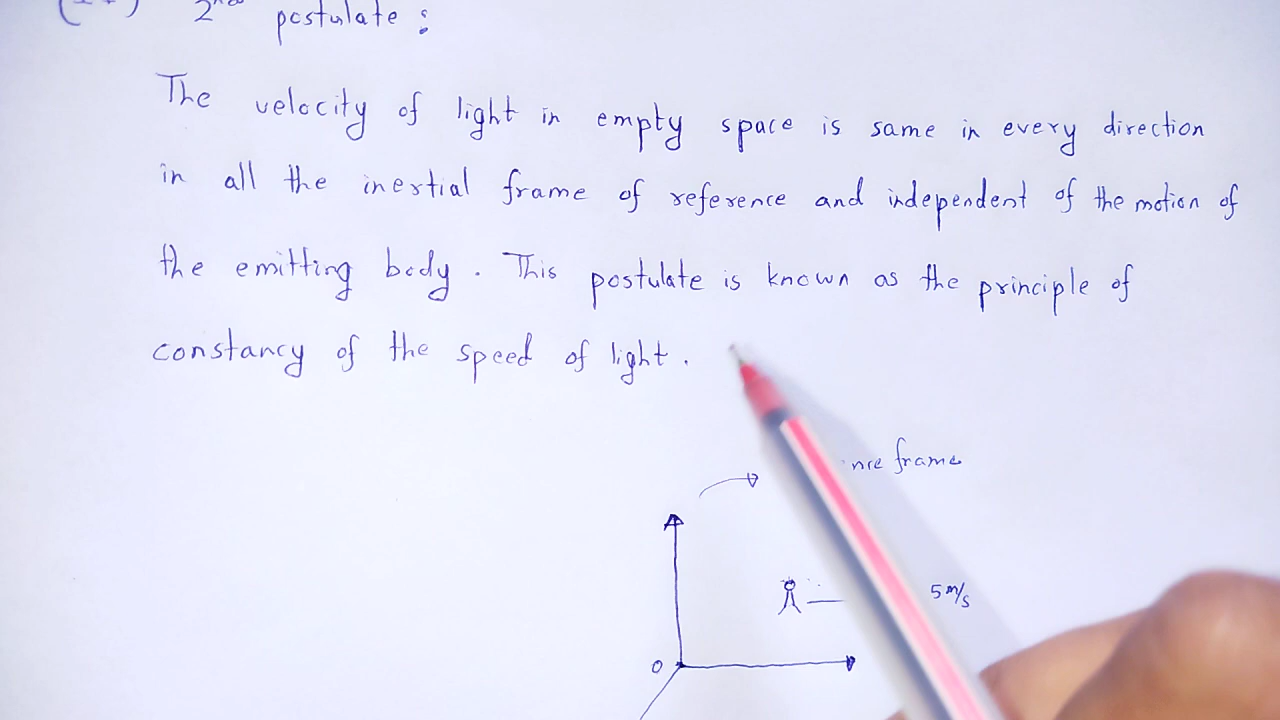 2nd postulate :
The velocity of light in empty space is same in every direction
in all the inertial frame of reference and independent of the motion of
the emitting body. This postulate is known as the principle of
constancy of the speed of light.
frame
5 m/s
O